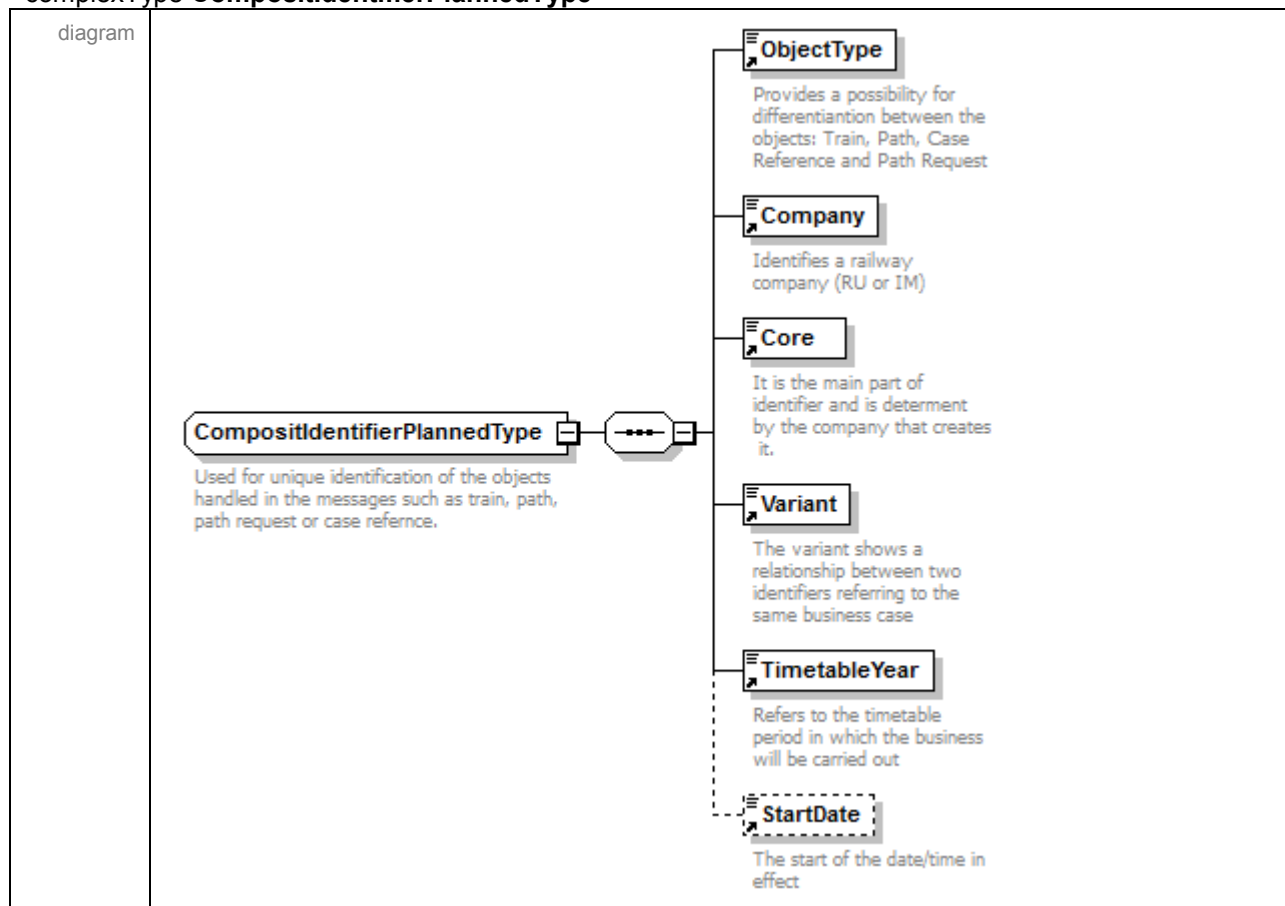 complexType CompositIdentifierPlannedType
diagram
ObjectType
Provides a possibility for
differentiantion between the
objects: Train, Path, Case
Reference and Path Request
Company
Identifies a railway
company (RU or IM)
Core
It is the main part of
identifier and is determent
by the company that creates
it.
CompositIdentifierPlannedType
Used for unique identification of the objects
handled in the messages such as train, path,
path request or case refernce.
Variant
The variant shows a
relationship between two
identifiers referring to the
same business case
TimetableYear
Refers to the timetable
period in which the business
will be carried out
StartDate
The start of the date/time in
effect